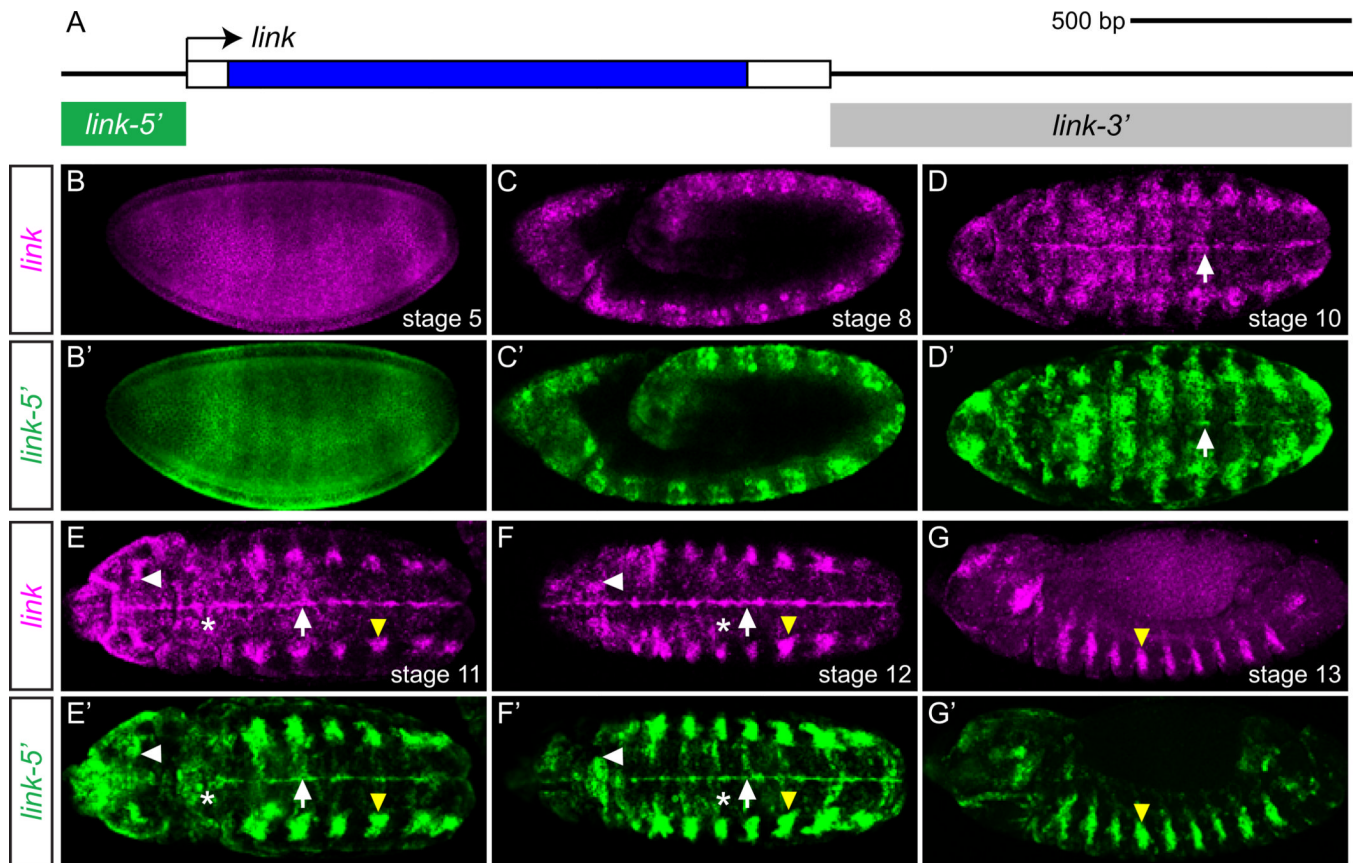 A
link
500 bp
link-5'
link-3'
link
B
stage 5
C
stage 8
D
stage 10
link-5'
B'
C'
D'
link
E
*
stage 11
F
*
stage 12
G
stage 13
link-5'
E'
*
F'
*
G'